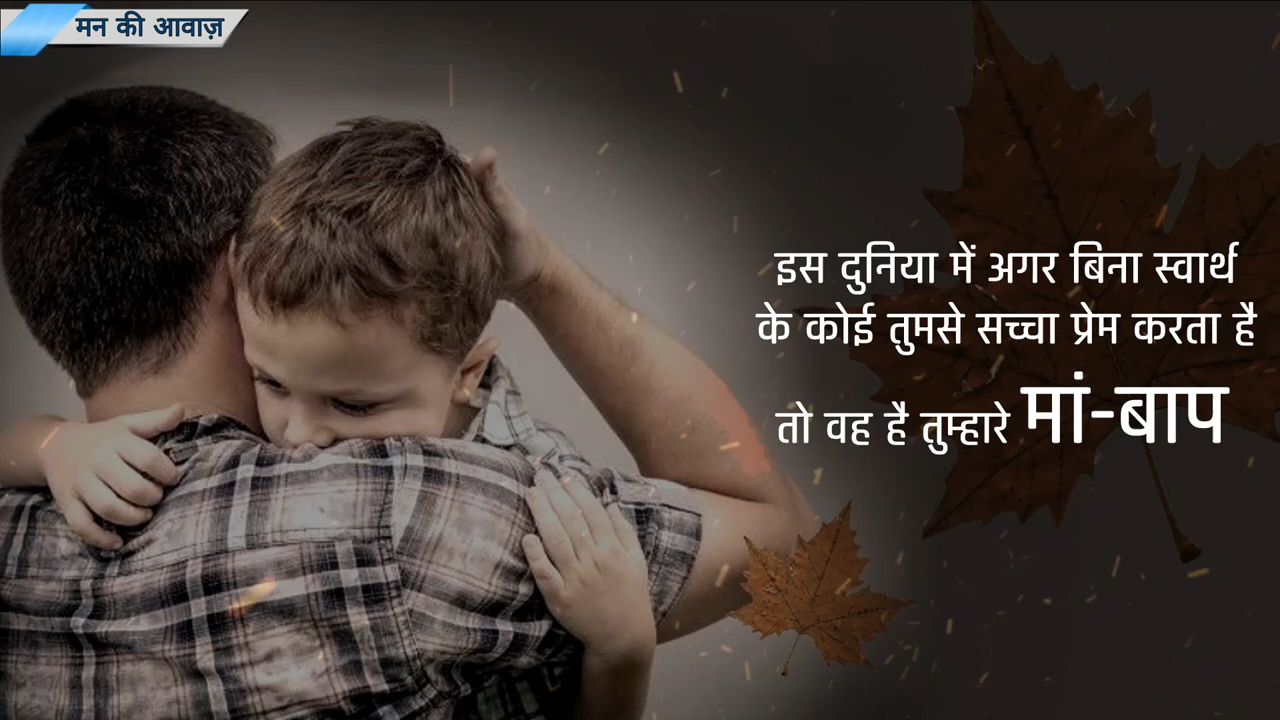 मन की आवाज़
इस दुनिया में अगर बिना स्वार्थ
के कोई तुमसे सच्चा प्रेम करता है
तो वह है तुम्हारे मां-बाप